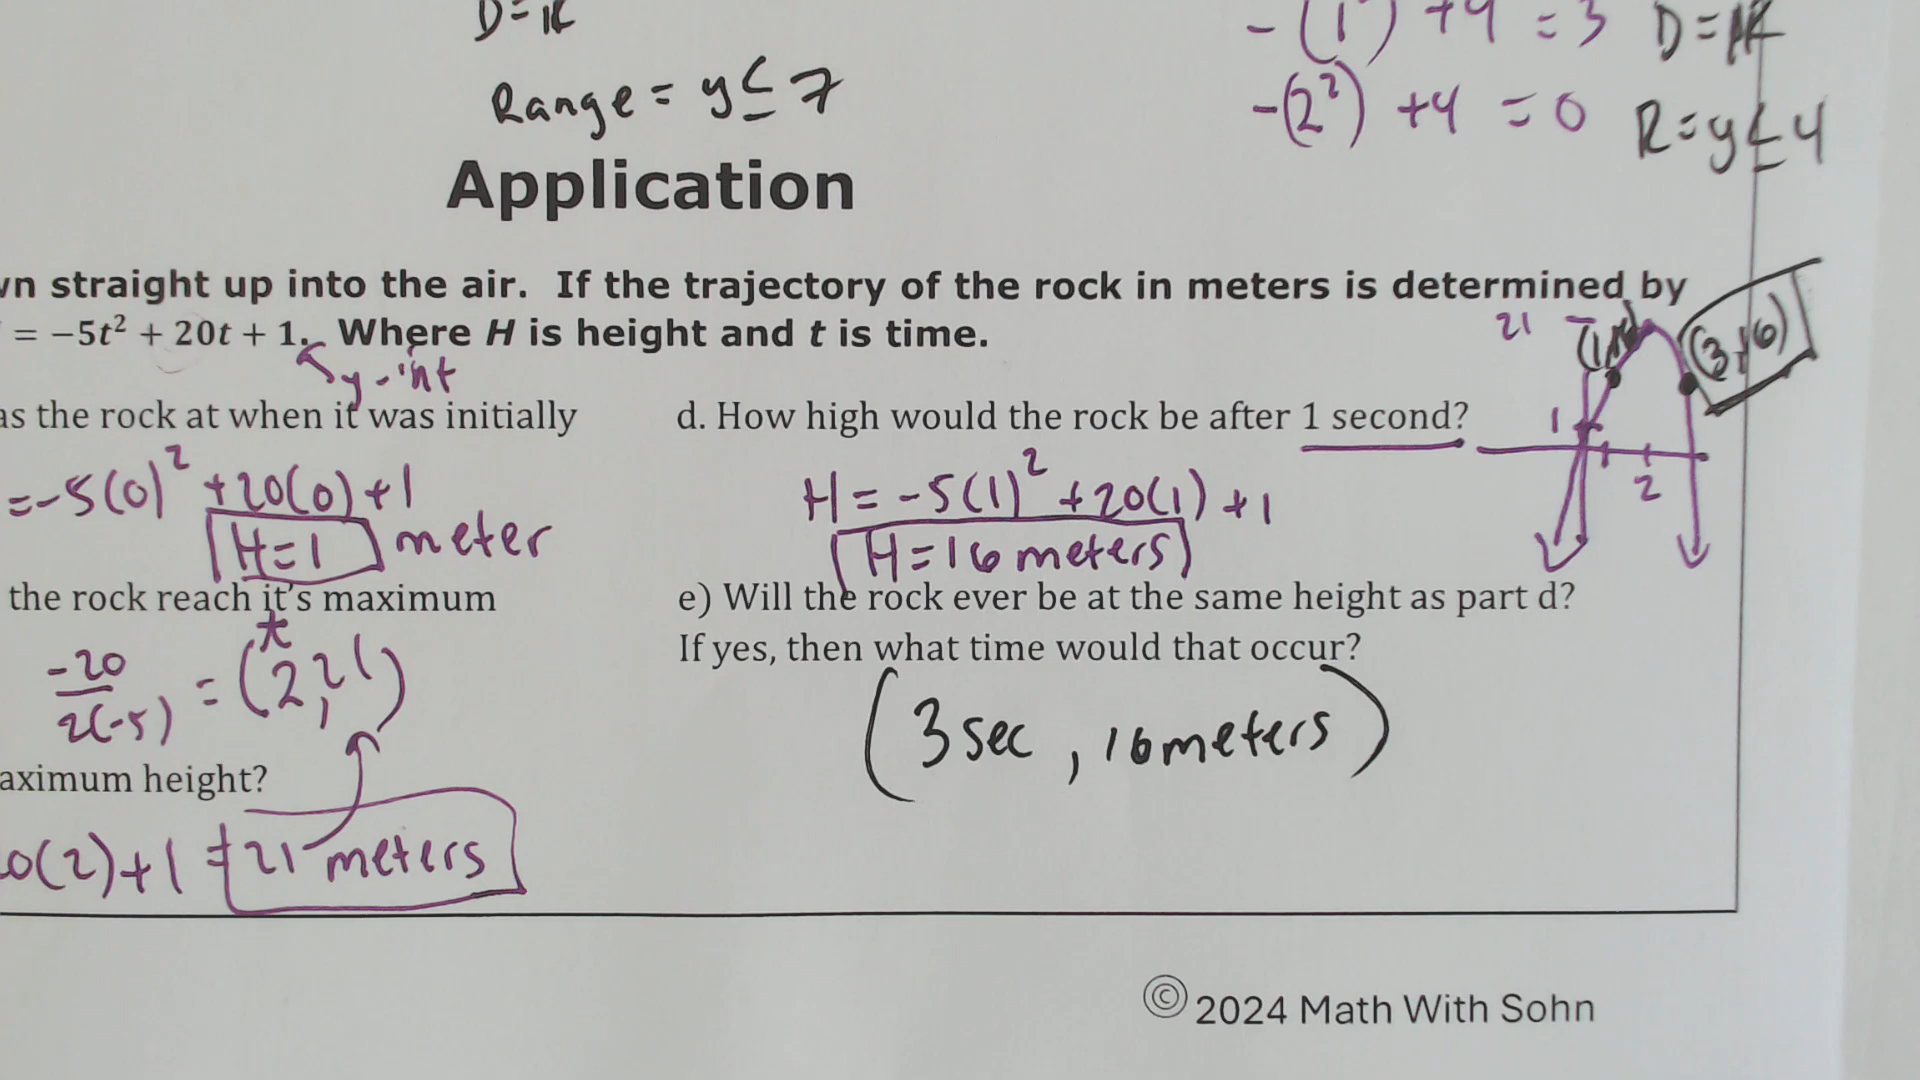 D=ℝ
Range = y ≤ 7
-(1²) +4 = 3 D=ℝ
-(2²) +4 = 0 R=y≤4
Application
wn straight up into the air. If the trajectory of the rock in meters is determined by
= −5t² + 20t + 1. Where H is height and t is time.
y-int
21
(3,16)
1
2
as the rock at when it was initially
=-5(0)² +20(0)+1
H=1 meter
the rock reach it's maximum
-20
2(-5)
= (2,21)
aximum height?
0(2)+1 = 21 meters
d. How high would the rock be after 1 second?
H = -5(1)² +20(1) +1
H=16 meters
e) Will the rock ever be at the same height as part d?
If yes, then what time would that occur?
(3 sec , 16 meters)
© 2024 Math With Sohn